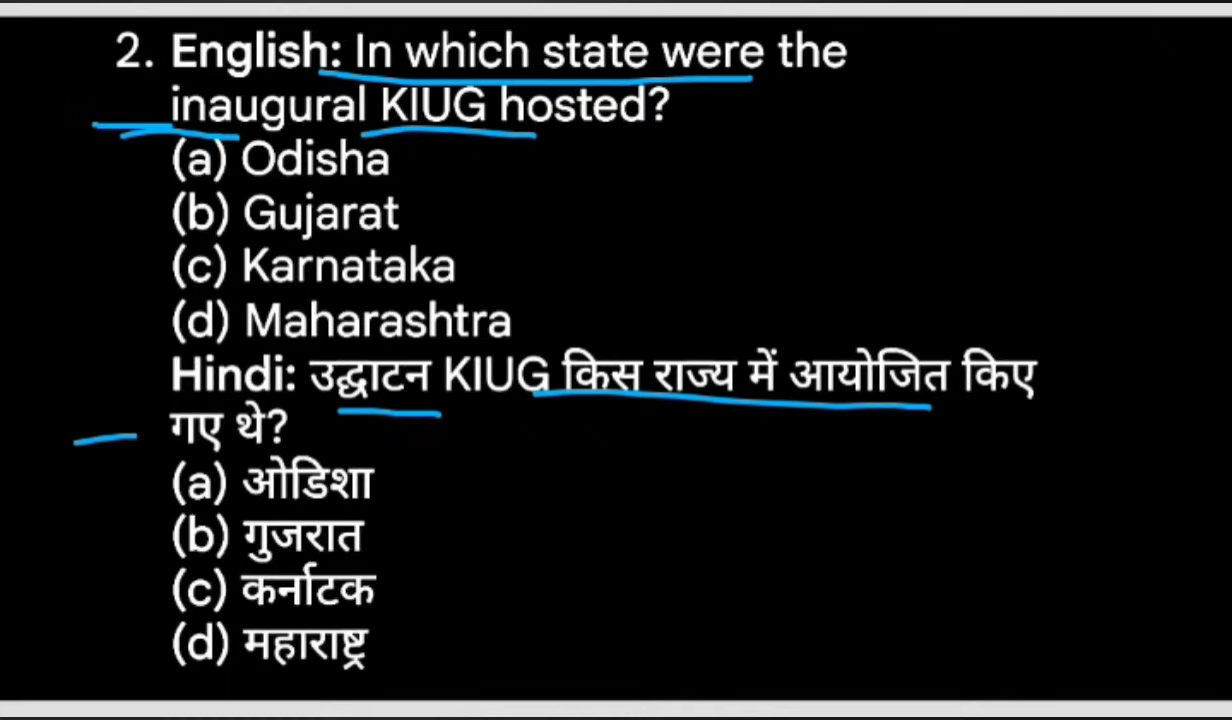 2. English: In which state were the
inaugural KIUG hosted?
(a) Odisha
(b) Gujarat
(c) Karnataka
(d) Maharashtra
Hindi: उद्घाटन KIUG किस राज्य में आयोजित किए
गए थे?
(a) ओडिशा
(b) गुजरात
(c) कर्नाटक
(d) महाराष्ट्र